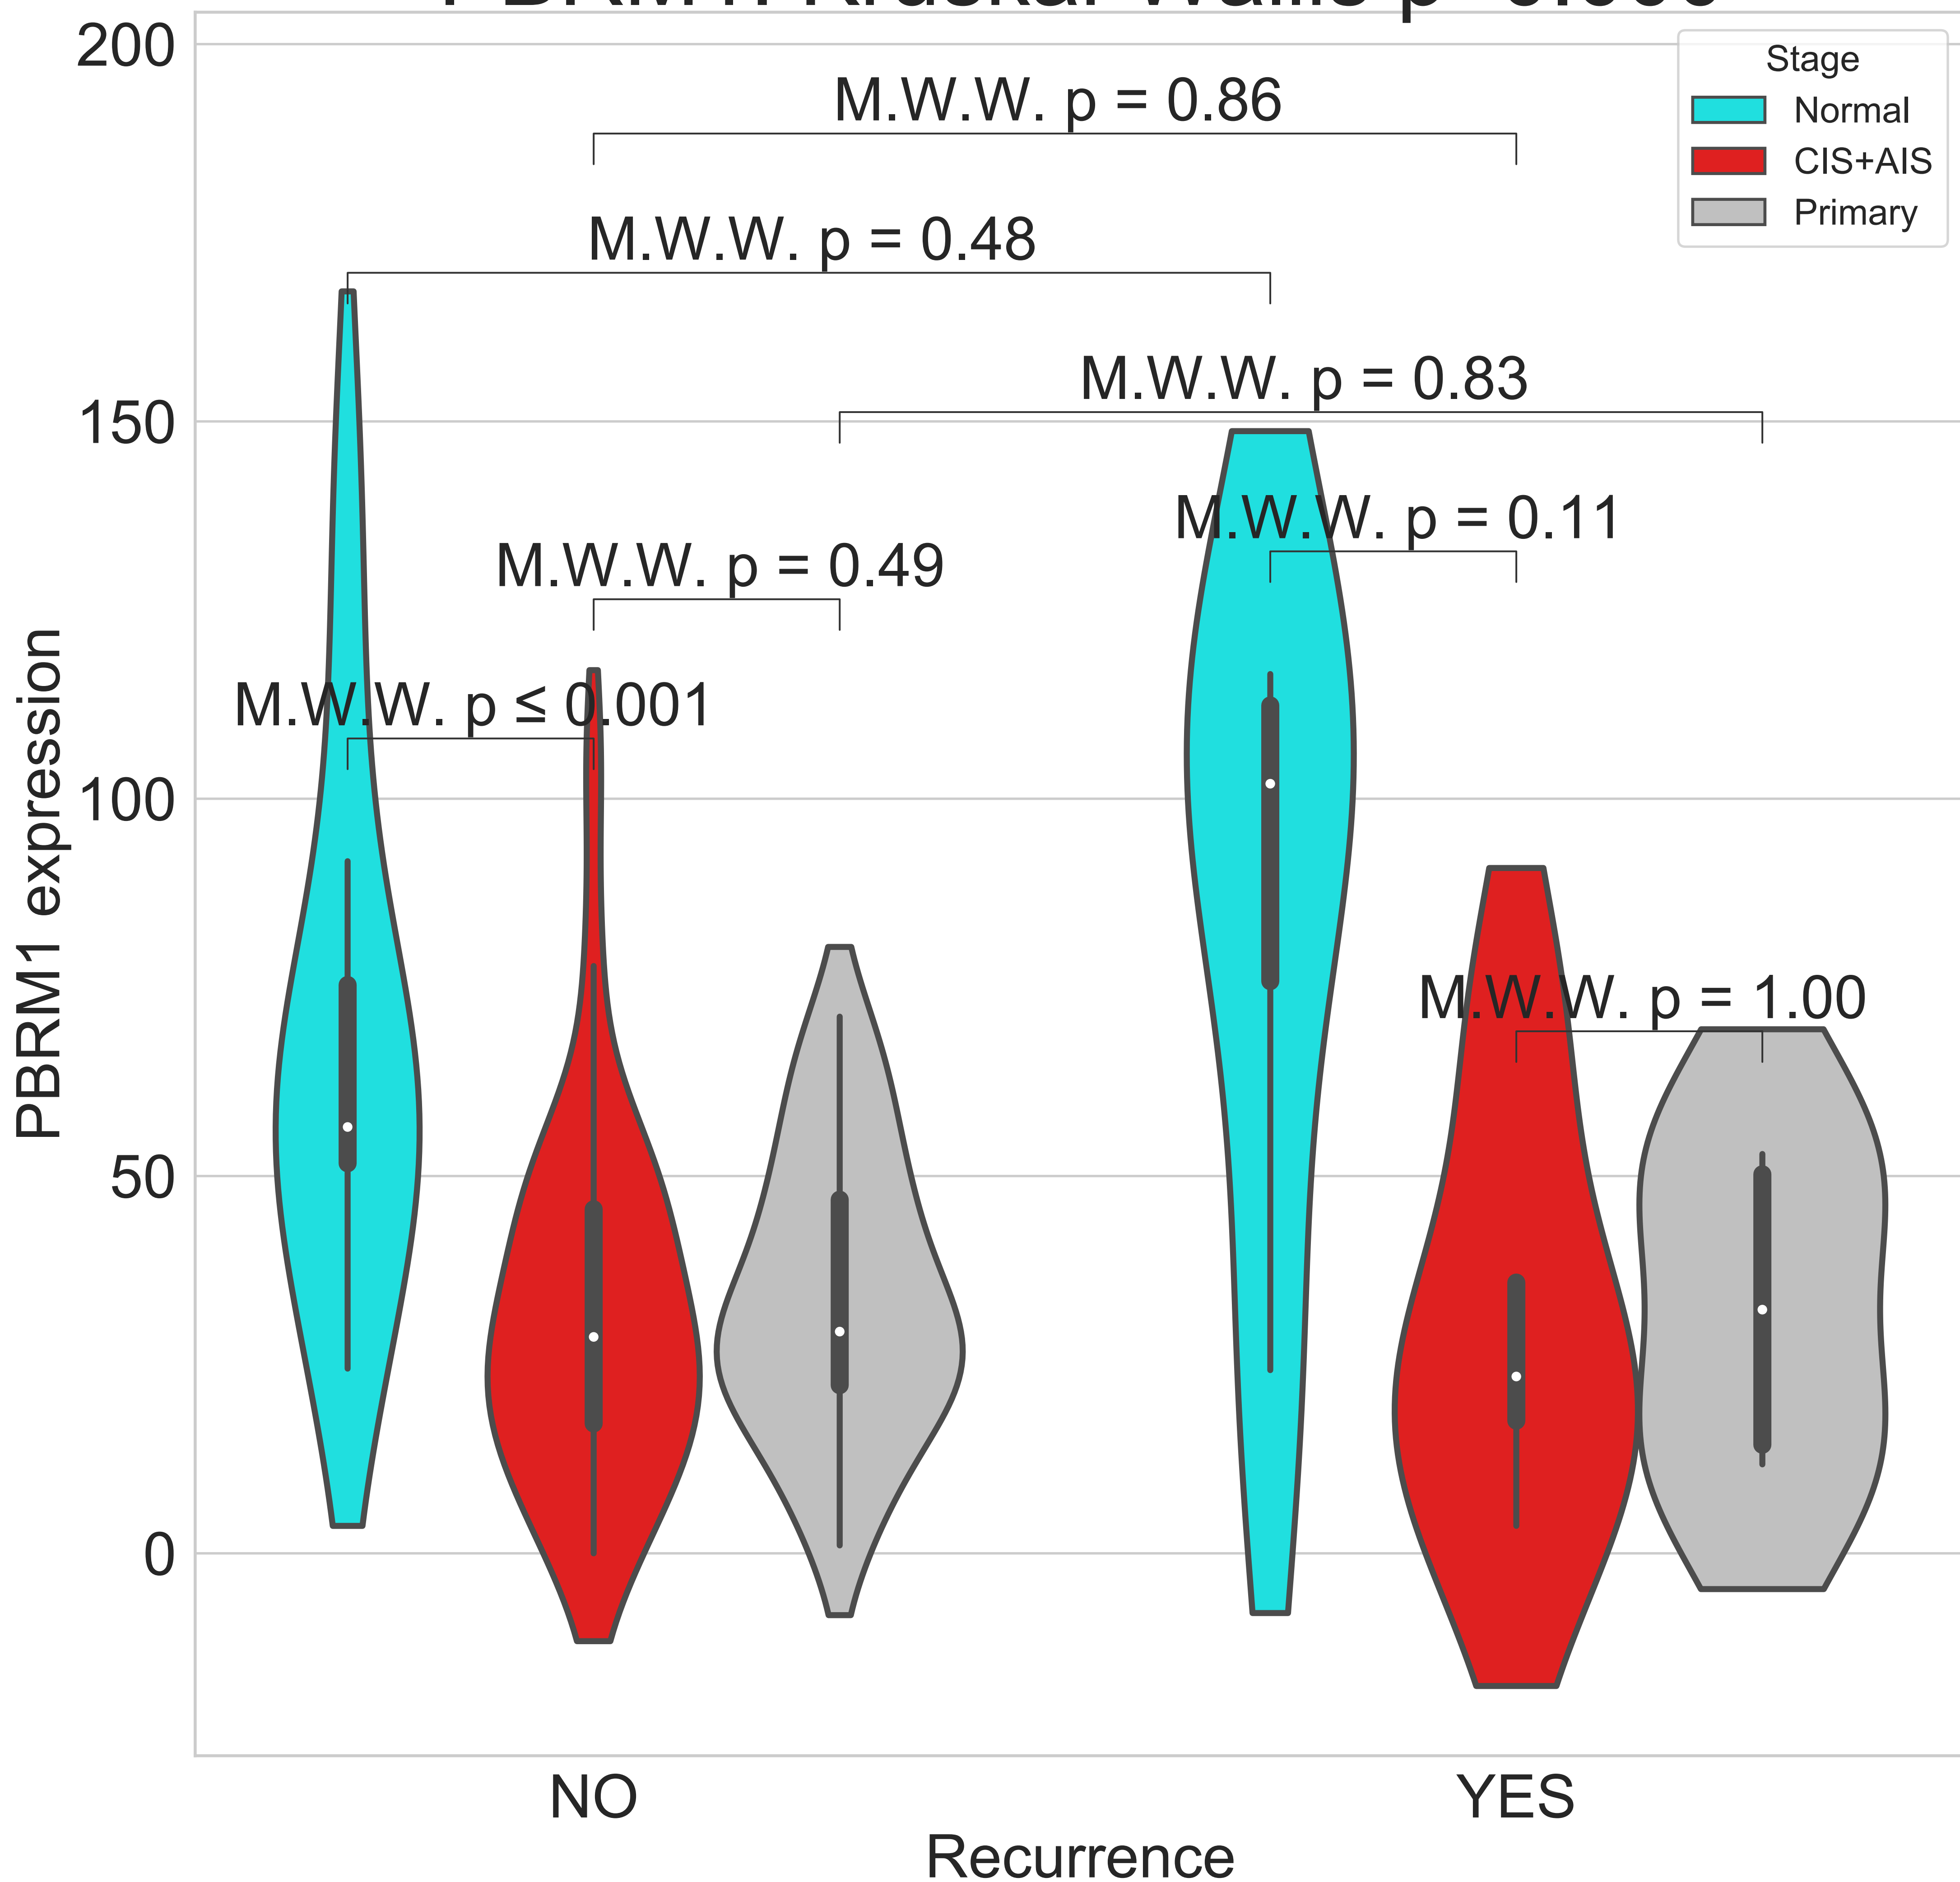 200
Stage
Normal
CIS+AIS
Primary
M.W.W. p = 0.86
M.W.W. p = 0.48
M.W.W. p = 0.83
150
M.W.W. p = 0.11
M.W.W. p = 0.49
M.W.W. p ≤ 0.001
100
M.W.W. p = 1.00
50
0
PBRM1 expression
NO
YES
Recurrence